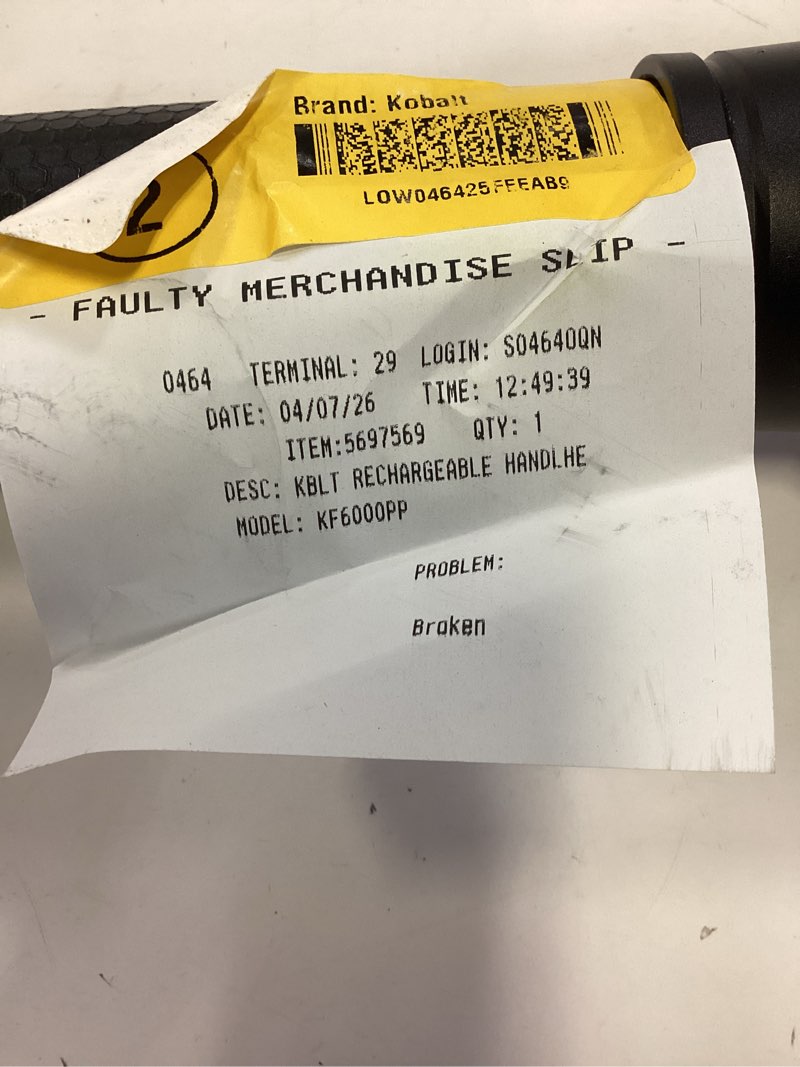 Brand: Kobalt
2
LOW046425FEEAB9
- FAULTY MERCHANDISE SLIP -
0464 TERMINAL: 29 LOGIN: S04640QN
DATE: 04/07/26 TIME: 12:49:39
ITEM:5697569 QTY: 1
DESC: KBLT RECHARGEABLE HANDLHE
MODEL: KF6000PP
PROBLEM:
Broken